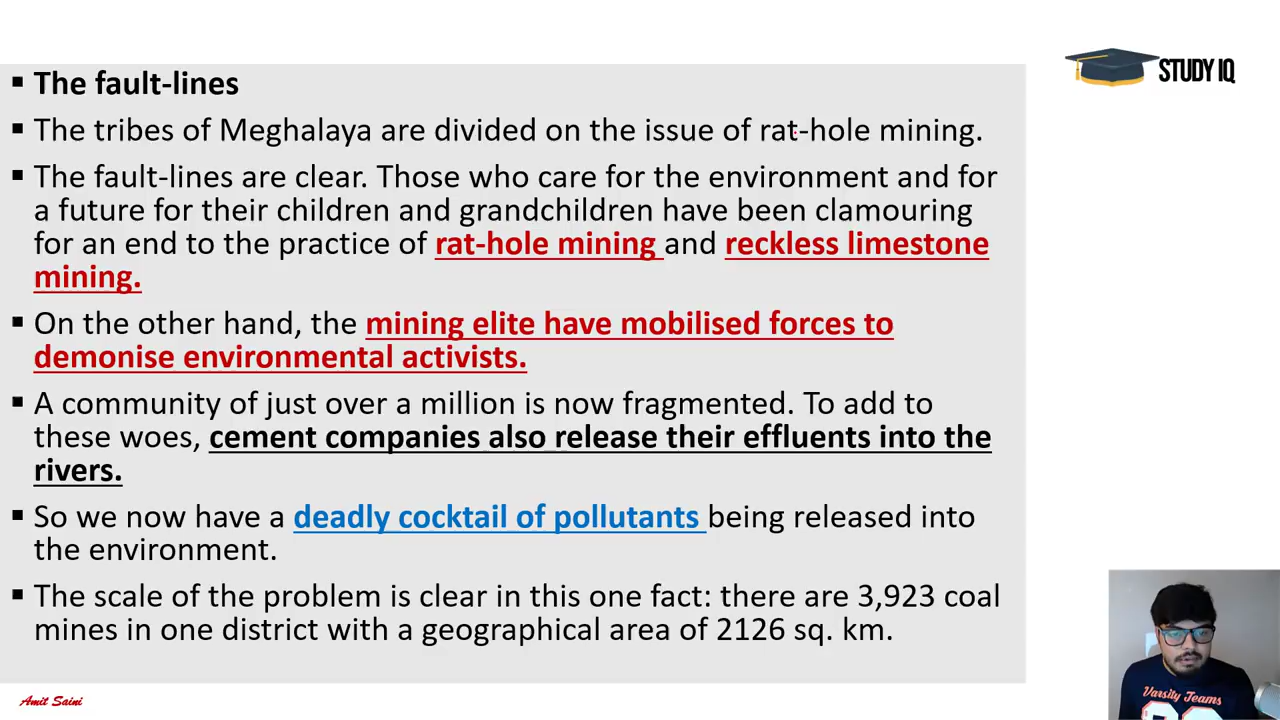 ▪ The fault-lines
▪ The tribes of Meghalaya are divided on the issue of rat-hole mining.
▪ The fault-lines are clear. Those who care for the environment and for
a future for their children and grandchildren have been clamouring
for an end to the practice of rat-hole mining and reckless limestone
mining.
▪ On the other hand, the mining elite have mobilised forces to
demonise environmental activists.
▪ A community of just over a million is now fragmented. To add to
these woes, cement companies also release their effluents into the
rivers.
▪ So we now have a deadly cocktail of pollutants being released into
the environment.
▪ The scale of the problem is clear in this one fact: there are 3,923 coal
mines in one district with a geographical area of 2126 sq. km.
STUDY IQ
Varsity Teams
Amit Saini